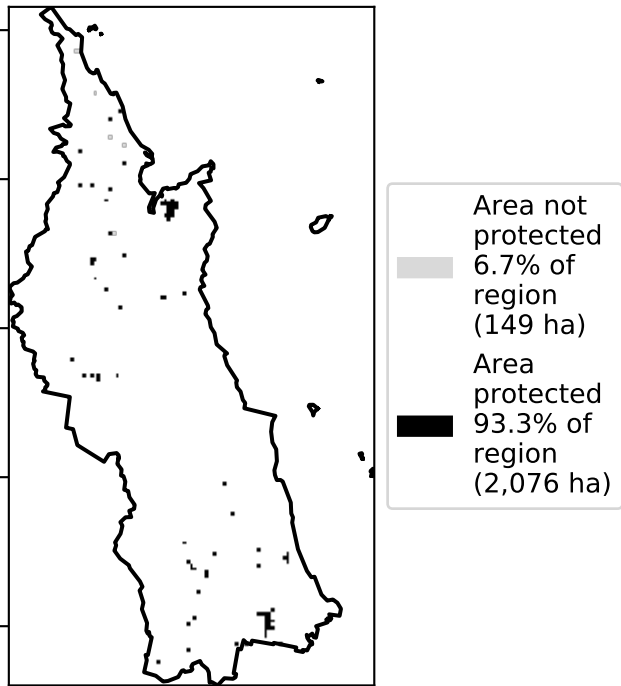 Area not
protected
6.7% of
region
(149 ha)
Area
protected
93.3% of
region
(2,076 ha)